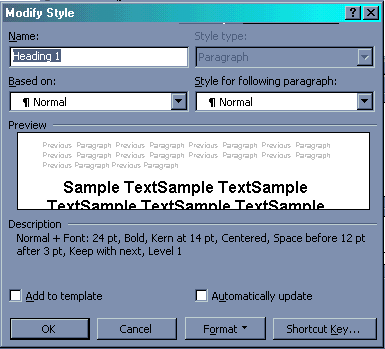 Modify Style
Name:
Style type:
Heading 1
Paragraph
Based on:
Style for following paragraph:
¶ Normal
¶ Normal
Preview
Previous Paragraph Previous Paragraph Previous Paragraph Previous Paragraph Previous
Paragraph Previous Paragraph Previous Paragraph Previous Paragraph Previous Paragraph
Previous Paragraph Previous Paragraph
Sample TextSample TextSample
TextSample TextSample TextSample
Description
Normal + Font: 24 pt, Bold, Kern at 14 pt, Centered, Space before 12 pt
after 3 pt, Keep with next, Level 1
Add to template
Automatically update
OK
Cancel
Format
Shortcut Key...